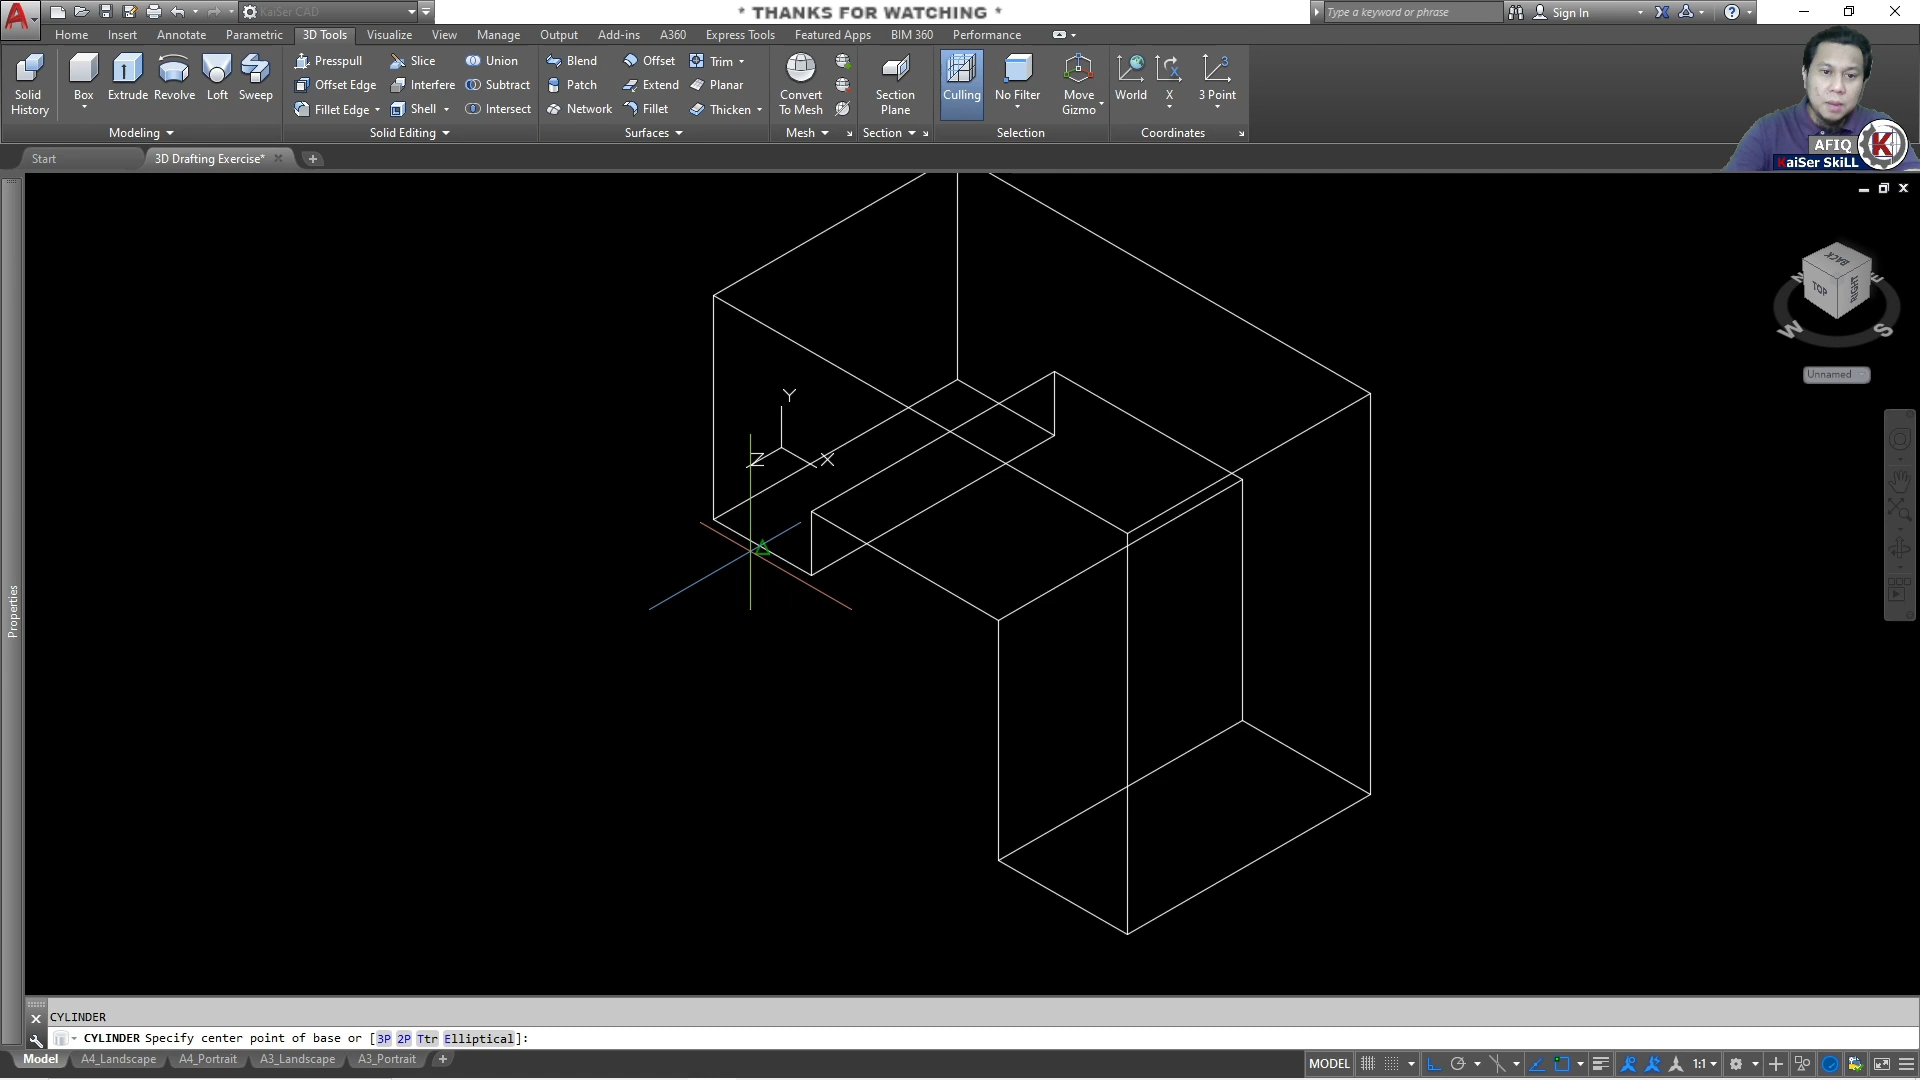 KaiSer CAD
* THANKS FOR WATCHING *
Type a keyword or phrase
Sign In
Home Insert Annotate Parametric 3D Tools Visualize View Manage Output Add-ins A360 Express Tools Featured Apps BIM 360 Performance
Solid History
Box
Extrude
Revolve
Loft
Sweep
Modeling
Presspull
Offset Edge
Fillet Edge
Slice
Interfere
Shell
Union
Subtract
Intersect
Solid Editing
Blend
Patch
Network
Offset
Extend
Fillet
Trim
Planar
Thicken
Surfaces
Convert To Mesh
Mesh
Section Plane
Section
Culling
No Filter
Move Gizmo
Selection
World
X
3 Point
Coordinates
AFIQ
KaiSer SkiLL
K
Start
3D Drafting Exercise*
Y
Z
X
BACK
TOP
RIGHT
N
E
W
S
Unnamed
Properties
CYLINDER
CYLINDER Specify center point of base or [3P 2P Ttr Elliptical]:
Model A4_Landscape A4_Portrait A3_Landscape A3_Portrait
MODEL
1:1